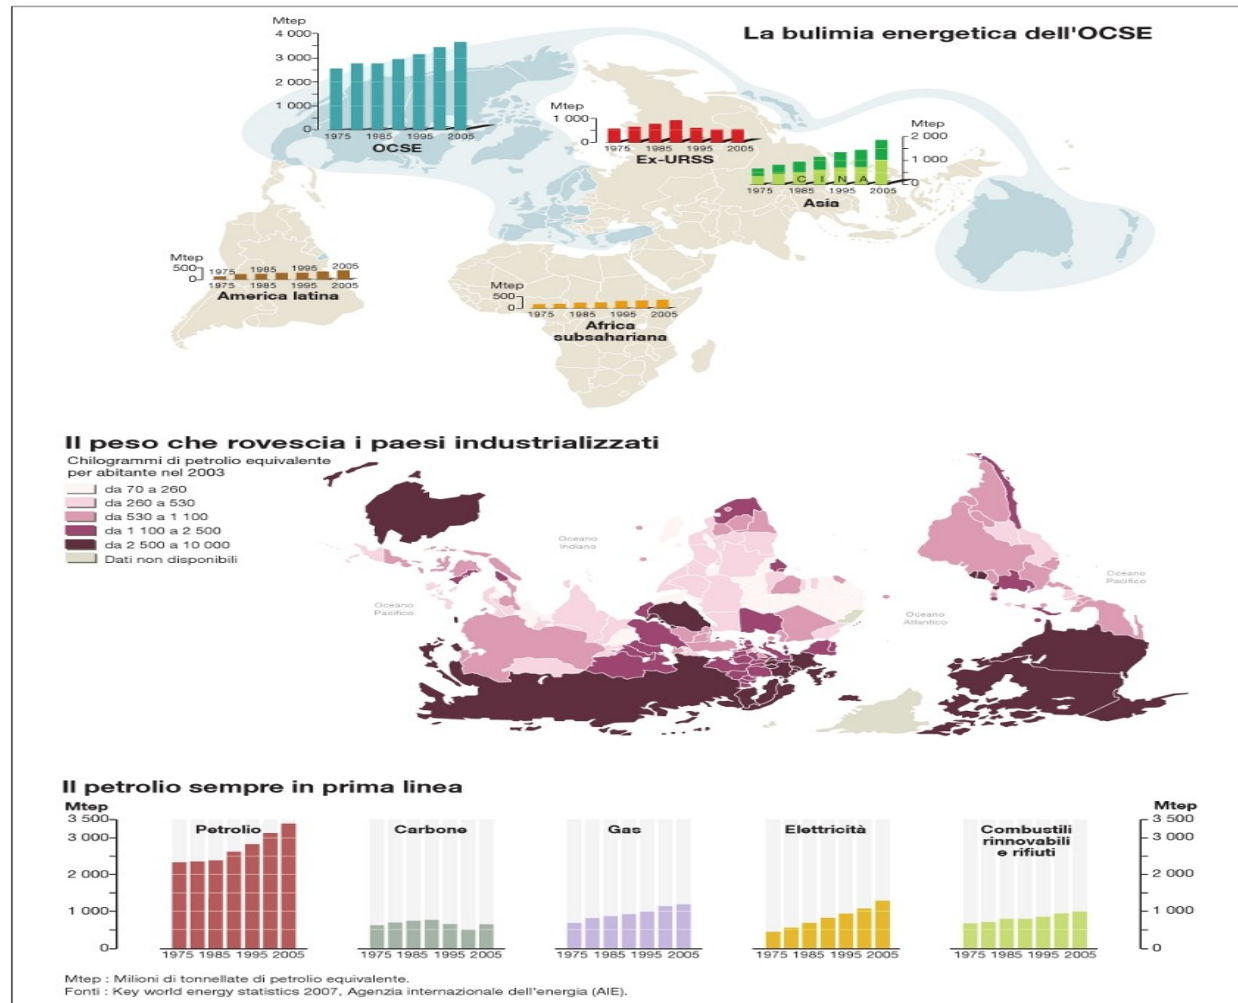 La bulimia energetica dell'OCSE
Mtep
4 000
3 000
2 000
1 000
0
1975 1985 1995 2005
OCSE
Mtep
1 000
0
1975 1985 1995 2005
Ex-URSS
Mtep
2 000
1 000
0
C I N A
1975 1985 1995 2005
Asia
Mtep
500
0
1975 1985 1995 2005
1975 1985 1995 2005
America latina
Mtep
500
0
1975 1985 1995 2005
Africa
subsahariana
Il peso che rovescia i paesi industrializzati
Chilogrammi di petrolio equivalente
per abitante nel 2003
da 70 a 260
da 260 a 530
da 530 a 1 100
da 1 100 a 2 500
da 2 500 a 10 000
Dati non disponibili
Oceano
Indiano
Oceano
Pacifico
Oceano
Atlantico
Oceano
Pacifico
Il petrolio sempre in prima linea
Mtep
3 500
3 000
2 000
1 000
0
Petrolio
1975 1985 1995 2005
Carbone
1975 1985 1995 2005
Gas
1975 1985 1995 2005
Elettricità
1975 1985 1995 2005
Combustili
rinnovabili
e rifiuti
1975 1985 1995 2005
Mtep
3 500
3 000
2 000
1 000
0
Mtep : Milioni di tonnellate di petrolio equivalente.
Fonti : Key world energy statistics 2007, Agenzia internazionale dell'energia (AIE).